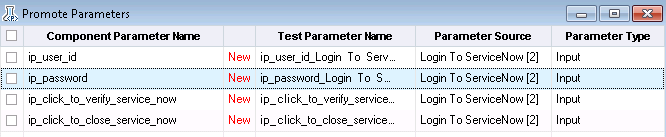 Promote Parameters
Component Parameter Name Test Parameter Name Parameter Source Parameter Type
ip_user_id New ip_user_id_Login To Serv... Login To ServiceNow [2] Input
ip_password New ip_password_Login To S... Login To ServiceNow [2] Input
ip_click_to_verify_service_now New ip_click_to_verify_service... Login To ServiceNow [2] Input
ip_click_to_close_service_now New ip_click_to_close_service... Login To ServiceNow [2] Input